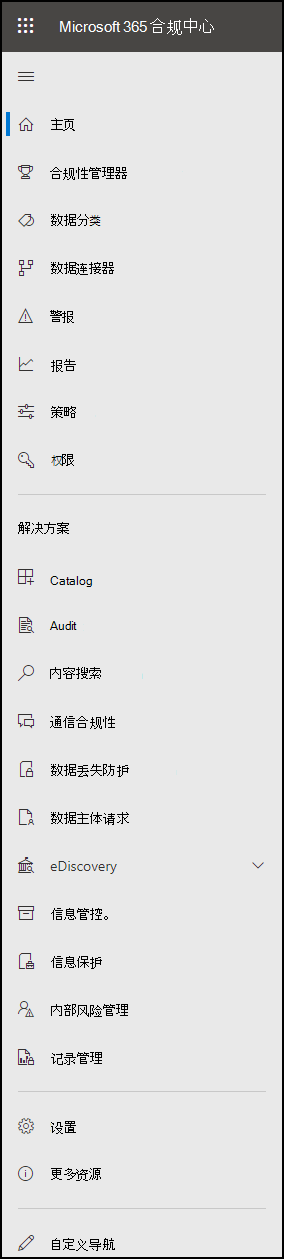 Microsoft 365 合规中心
主页
合规性管理器
数据分类
数据连接器
警报
报告
策略
权限
解决方案
Catalog
Audit
内容搜索
通信合规性
数据丢失防护
数据主体请求
eDiscovery
信息管控。
信息保护
内部风险管理
记录管理
设置
更多资源
自定义导航